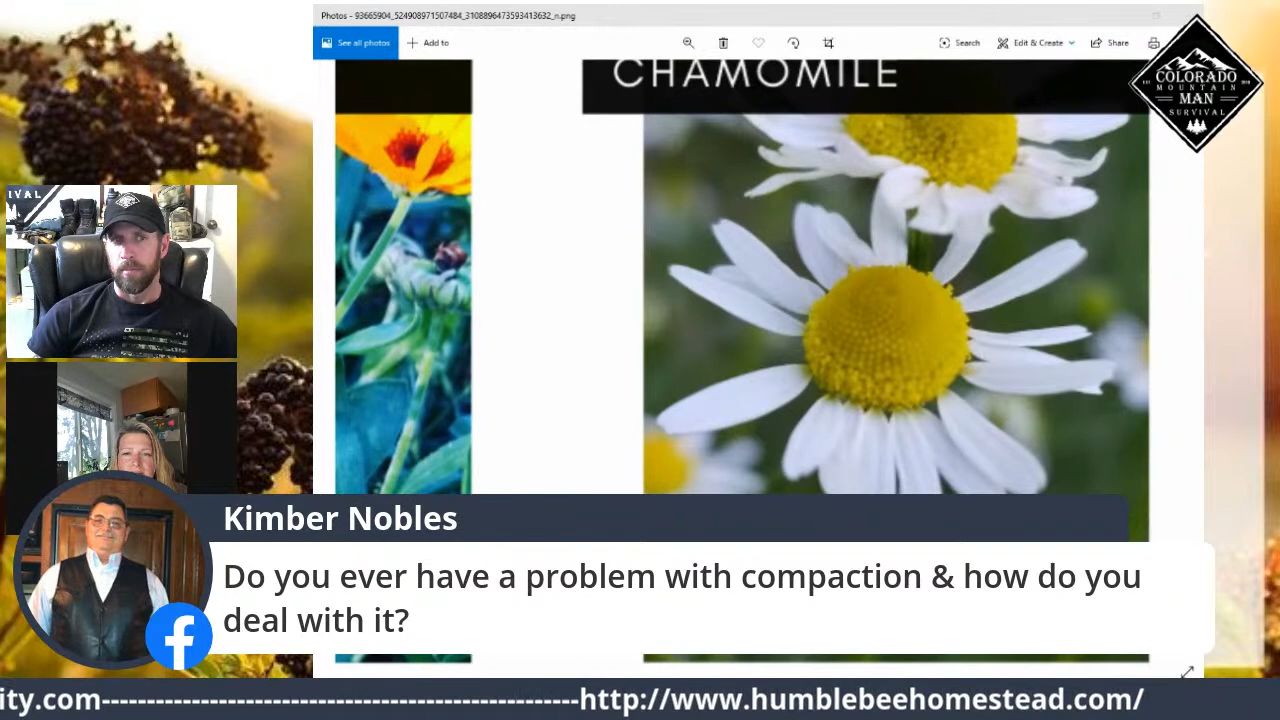 Photos - 93665904_524908971507484_3108896473593413632_n.png
See all photos
Add to
Search
Edit & Create
Share
CHAMOMILE
COLORADO
MOUNTAIN
MAN
SURVIVAL
IVAL
Kimber Nobles
Do you ever have a problem with compaction & how do you
deal with it?
ity.com----------------------------------------------------http://www.humblebeehomestead.com/